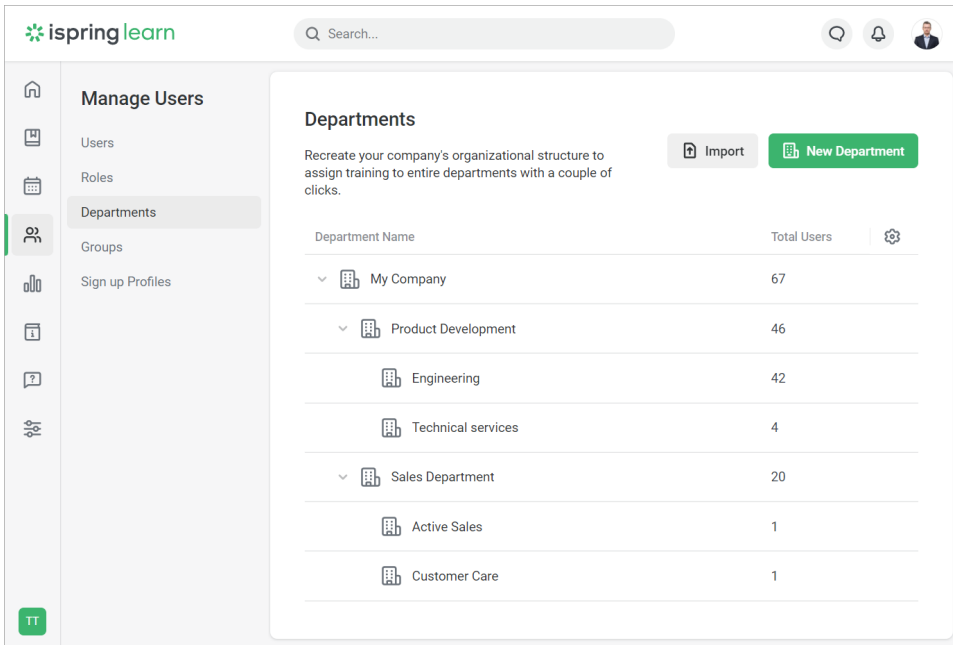 ispring learn
Search...
Manage Users
Users
Roles
Departments
Groups
Sign up Profiles
Departments
Recreate your company's organizational structure to
assign training to entire departments with a couple of
clicks.
Import
New Department
Department Name Total Users
My Company 67
Product Development 46
Engineering 42
Technical services 4
Sales Department 20
Active Sales 1
Customer Care 1
TT